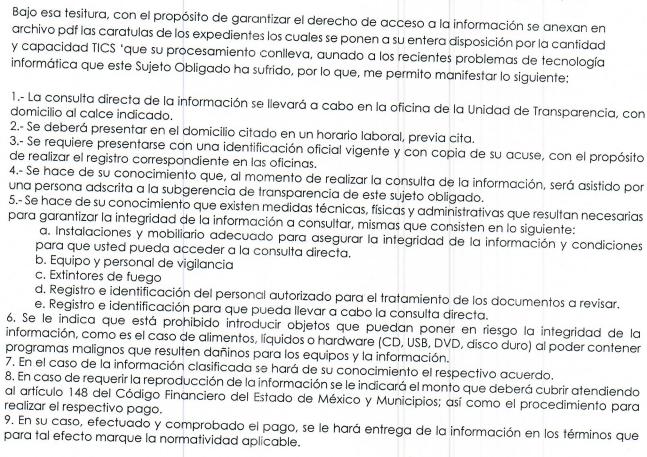 Bajo esa tesitura, con el propósito de garantizar el derecho de acceso a la información se anexan en
archivo pdf las caratulas de los expedientes los cuales se ponen a su entera disposición por la cantidad
y capacidad TICS 'que su procesamiento conlleva, aunado a los recientes problemas de tecnología
informática que este Sujeto Obligado ha sufrido, por lo que, me permito manifestar lo siguiente:
1.- La consulta directa de la información se llevará a cabo en la oficina de la Unidad de Transparencia, con
domicilio al calce indicado.
2.- Se deberá presentar en el domicilio citado en un horario laboral, previa cita.
3.- Se requiere presentarse con una identificación oficial vigente y con copia de su acuse, con el propósito
de realizar el registro correspondiente en las oficinas.
4.- Se hace de su conocimiento que, al momento de realizar la consulta de la información, será asistido por
una persona adscrita a la subgerencia de transparencia de este sujeto obligado.
5.- Se hace de su conocimiento que existen medidas técnicas, físicas y administrativas que resultan necesarias
para garantizar la integridad de la información a consultar, mismas que consisten en lo siguiente:
a. Instalaciones y mobiliario adecuado para asegurar la integridad de la información y condiciones
para que usted pueda acceder a la consulta directa.
b. Equipo y personal de vigilancia
c. Extintores de fuego
d. Registro e identificación del personal autorizado para el tratamiento de los documentos a revisar.
e. Registro e identificación para que pueda llevar a cabo la consulta directa.
6. Se le indica que está prohibido introducir objetos que puedan poner en riesgo la integridad de la
información, como es el caso de alimentos, líquidos o hardware (CD, USB, DVD, disco duro) al poder contener
programas malignos que resulten dañinos para los equipos y la información.
7. En el caso de la información clasificada se hará de su conocimiento el respectivo acuerdo.
8. En caso de requerir la reproducción de la información se le indicará el monto que deberá cubrir atendiendo
al artículo 148 del Código Financiero del Estado de México y Municipios; así como el procedimiento para
realizar el respectivo pago.
9. En su caso, efectuado y comprobado el pago, se le hará entrega de la información en los términos que
para tal efecto marque la normatividad aplicable.